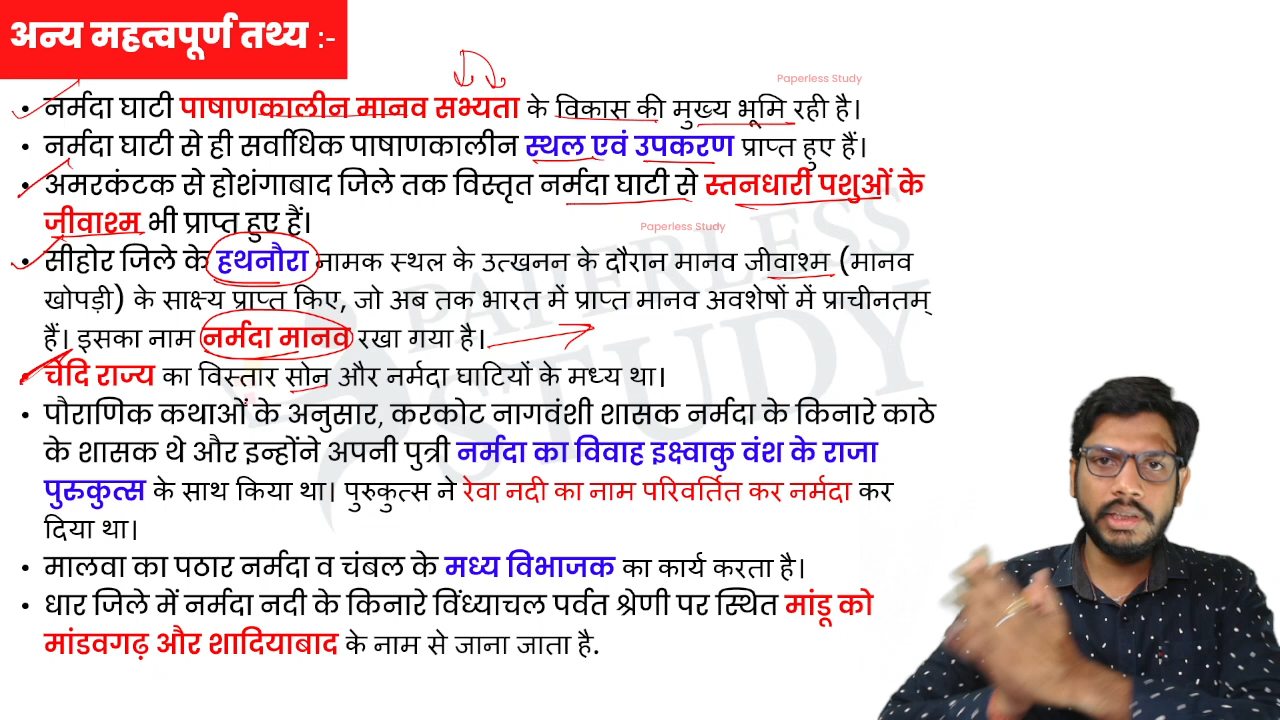 अन्य महत्वपूर्ण तथ्य :-
Paperless Study
• नर्मदा घाटी पाषाणकालीन मानव सभ्यता के विकास की मुख्य भूमि रही है।
• नर्मदा घाटी से ही सर्वाधिक पाषाणकालीन स्थल एवं उपकरण प्राप्त हुए हैं।
• अमरकंटक से होशंगाबाद जिले तक विस्तृत नर्मदा घाटी से स्तनधारी पशुओं के
जीवाश्म भी प्राप्त हुए हैं।
Paperless Study
• सीहोर जिले के हथनौरा नामक स्थल के उत्खनन के दौरान मानव जीवाश्म (मानव
खोपड़ी) के साक्ष्य प्राप्त किए, जो अब तक भारत में प्राप्त मानव अवशेषों में प्राचीनतम्
हैं। इसका नाम नर्मदा मानव रखा गया है।
• चेदि राज्य का विस्तार सोन और नर्मदा घाटियों के मध्य था।
• पौराणिक कथाओं के अनुसार, करकोट नागवंशी शासक नर्मदा के किनारे काठे
के शासक थे और इन्होंने अपनी पुत्री नर्मदा का विवाह इक्ष्वाकु वंश के राजा
पुरुकुत्स के साथ किया था। पुरुकुत्स ने रेवा नदी का नाम परिवर्तित कर नर्मदा कर
दिया था।
• मालवा का पठार नर्मदा व चंबल के मध्य विभाजक का कार्य करता है।
• धार जिले में नर्मदा नदी के किनारे विंध्याचल पर्वत श्रेणी पर स्थित मांडू को
मांडवगढ़ और शादियाबाद के नाम से जाना जाता है.
PAPERLESS
STUDY